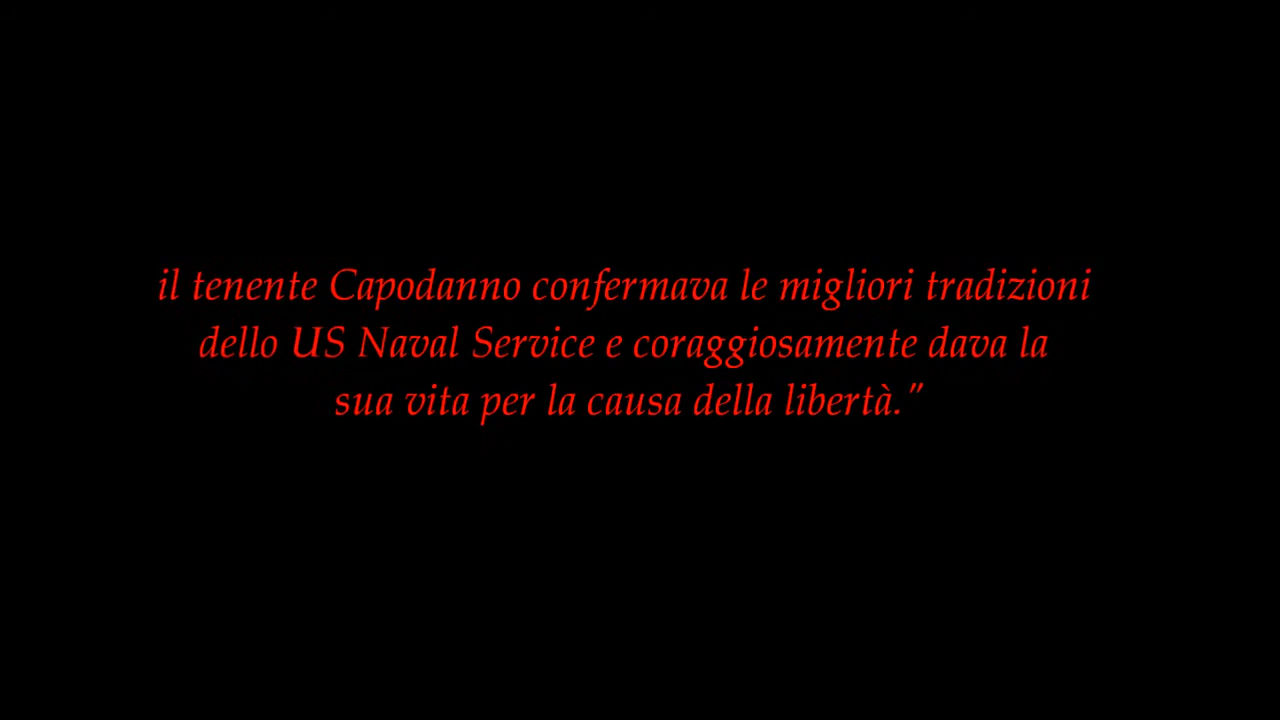 il tenente Capodanno confermava le migliori tradizioni
dello US Naval Service e coraggiosamente dava la
sua vita per la causa della libertà."